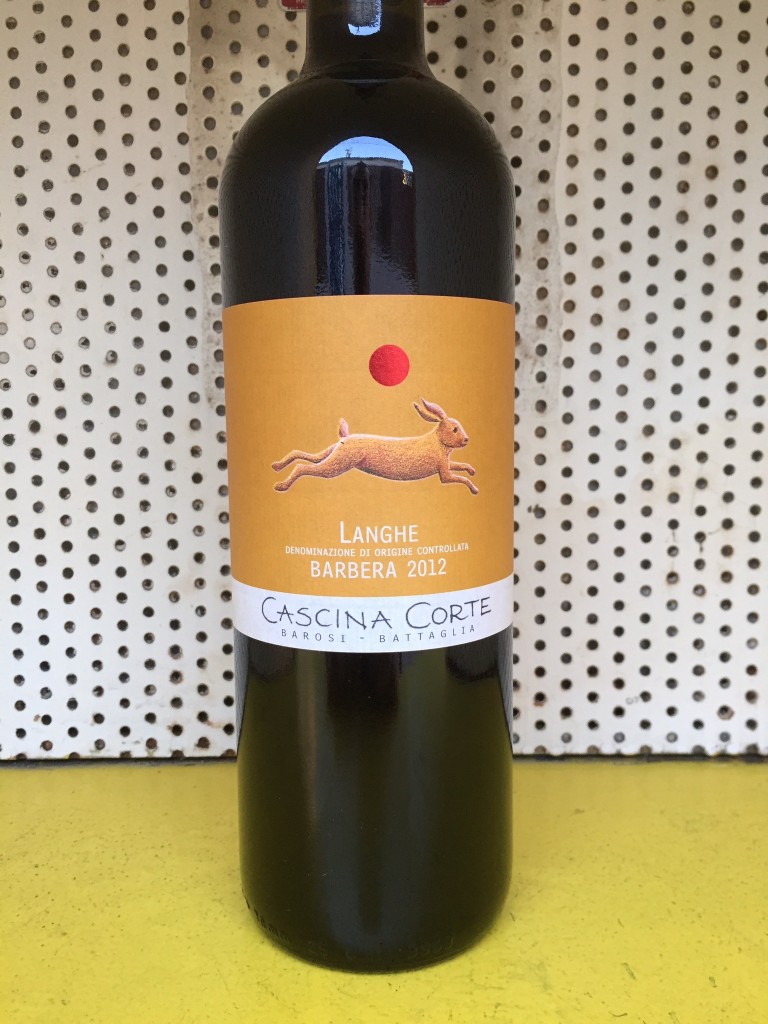 LANGHE
DENOMINAZIONE DI ORIGINE CONTROLLATA
BARBERA 2012
CASCINA CORTE
BAROSI - BATTAGLIA